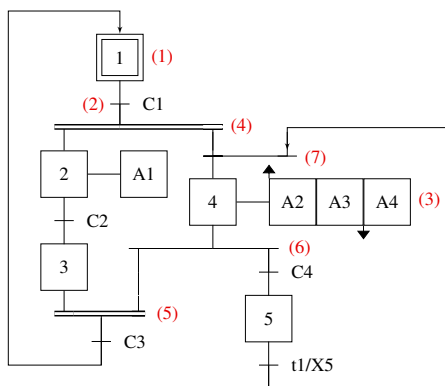 1 (1)
(2) C1
(4)
(7)
2 A1
4 A2 A3 A4 (3)
C2
3
(6)
C4
(5)
5
C3
t1/X5